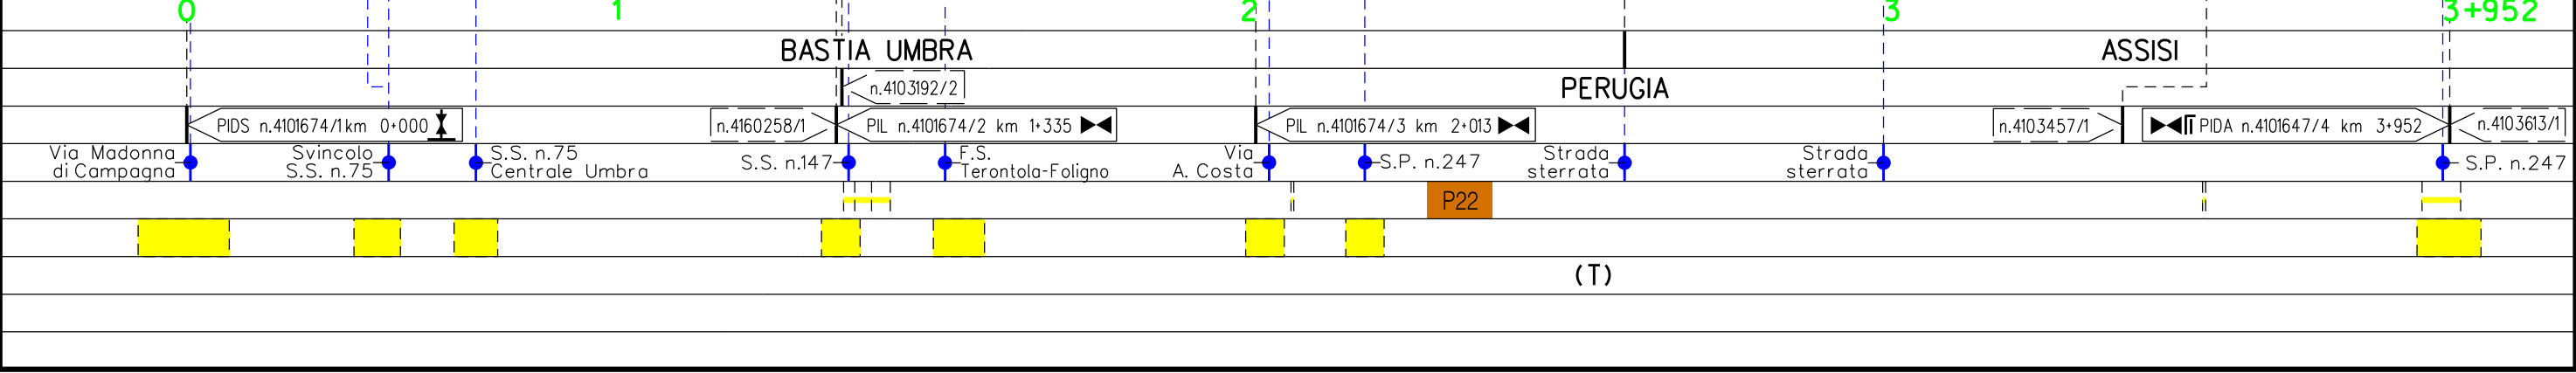 0 1 2 3 3+952
BASTIA UMBRA ASSISI
n.4103192/2 PERUGIA
PIDS n.4101674/1km 0+000 n.4160258/1 PIL n.4101674/2 km 1+335 PIL n.4101674/3 km 2+013 n.4103457/1 PIDA n.4101647/4 km 3+952 n.4103613/1
Via Madonna
di Campagna
Svincolo
S.S. n.75
S.S. n.75
Centrale Umbra
S.S. n.147
F.S.
Terontola-Foligno
Via
A. Costa
S.P. n.247
Strada
sterrata
Strada
sterrata
S.P. n.247
P22
(T)